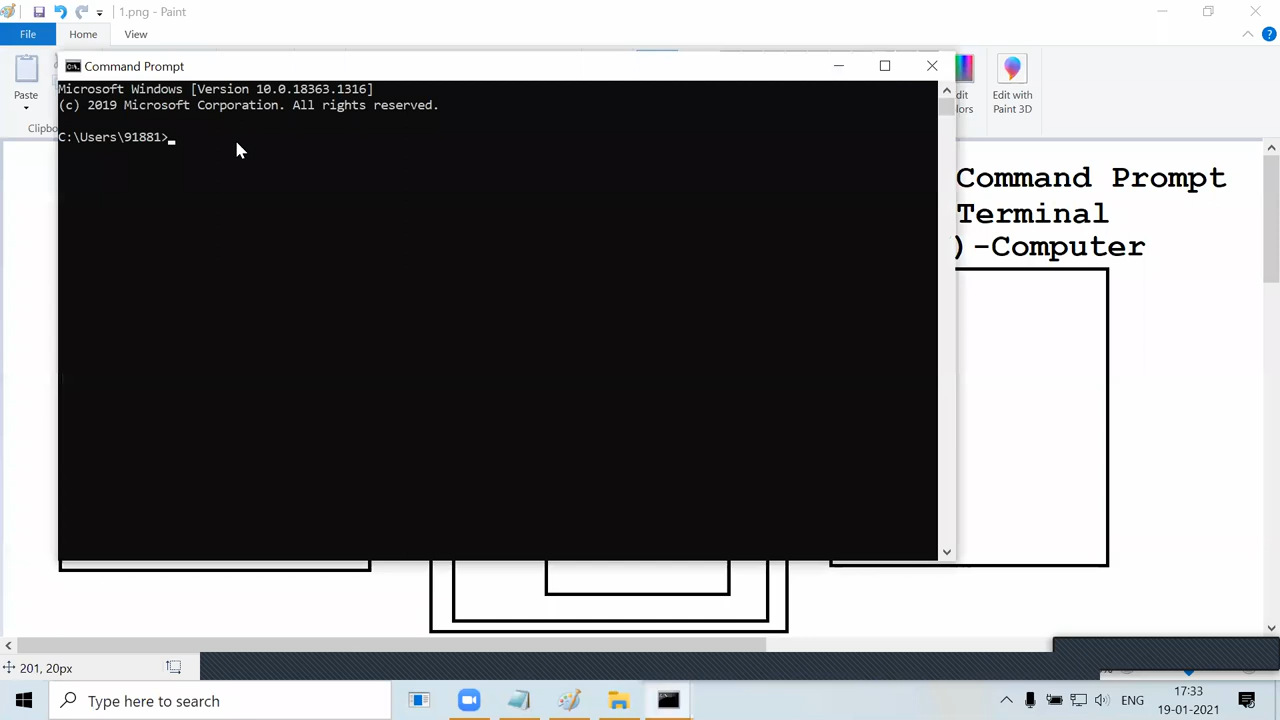 1.png - Paint
File
Home
View
Paste
Command Prompt
Edit with
Paint 3D
Microsoft Windows [Version 10.0.18363.1316]
(c) 2019 Microsoft Corporation. All rights reserved.
C:\Users\91881>
Command Prompt
Terminal
)-Computer
201, 20px
Type here to search
ENG
17:33
19-01-2021